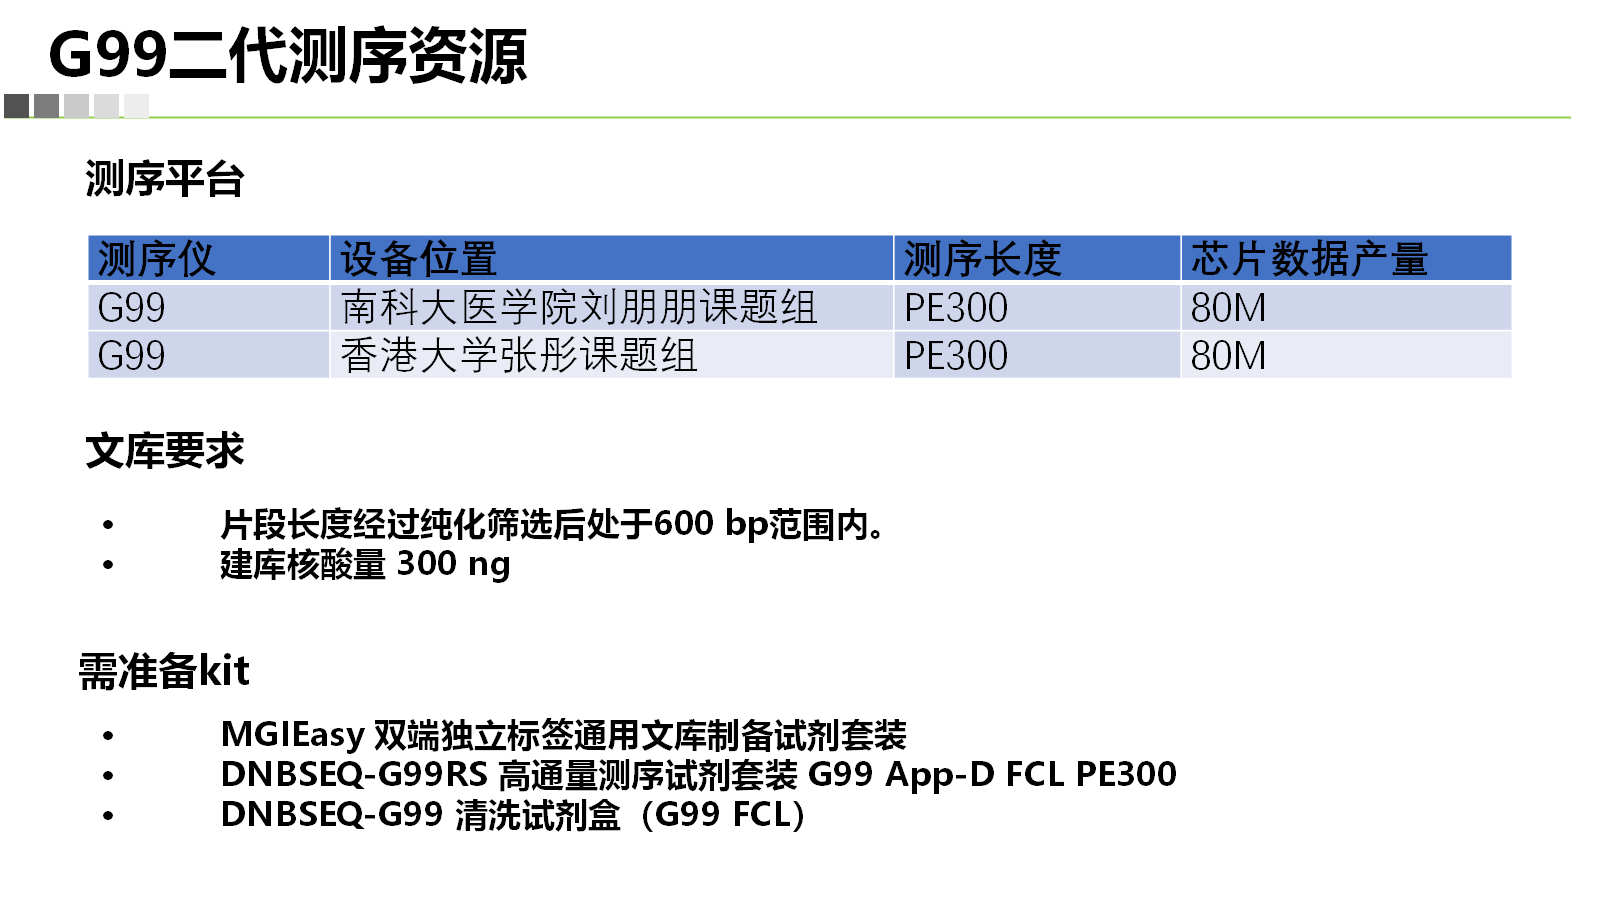 G99二代测序资源
测序平台
测序仪 设备位置 测序长度 芯片数据产量
G99 南科大医学院刘朋朋课题组 PE300 80M
G99 香港大学张彤课题组 PE300 80M
文库要求
• 片段长度经过纯化筛选后处于600 bp范围内。
• 建库核酸量 300 ng
需准备kit
• MGIEasy 双端独立标签通用文库制备试剂套装
• DNBSEQ-G99RS 高通量测序试剂套装 G99 App-D FCL PE300
• DNBSEQ-G99 清洗试剂盒（G99 FCL）